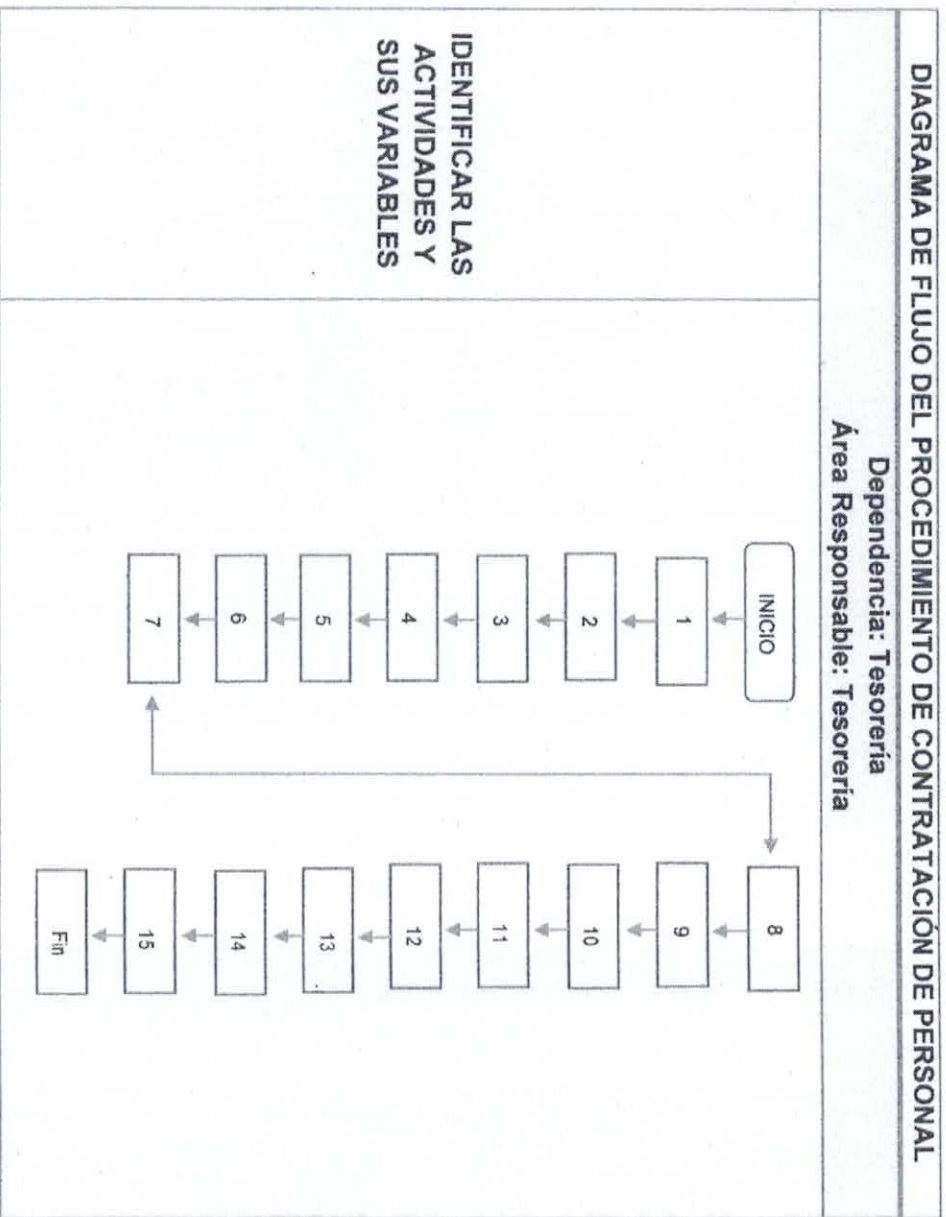 DIAGRAMA DE FLUJO DEL PROCEDIMIENTO DE CONTRATACIÓN DE PERSONAL
Dependencia: Tesorería
Área Responsable: Tesorería
IDENTIFICAR LAS
ACTIVIDADES Y
SUS VARIABLES
INICIO
1
2
3
4
5
6
7
8
9
10
11
12
13
14
15
Fin